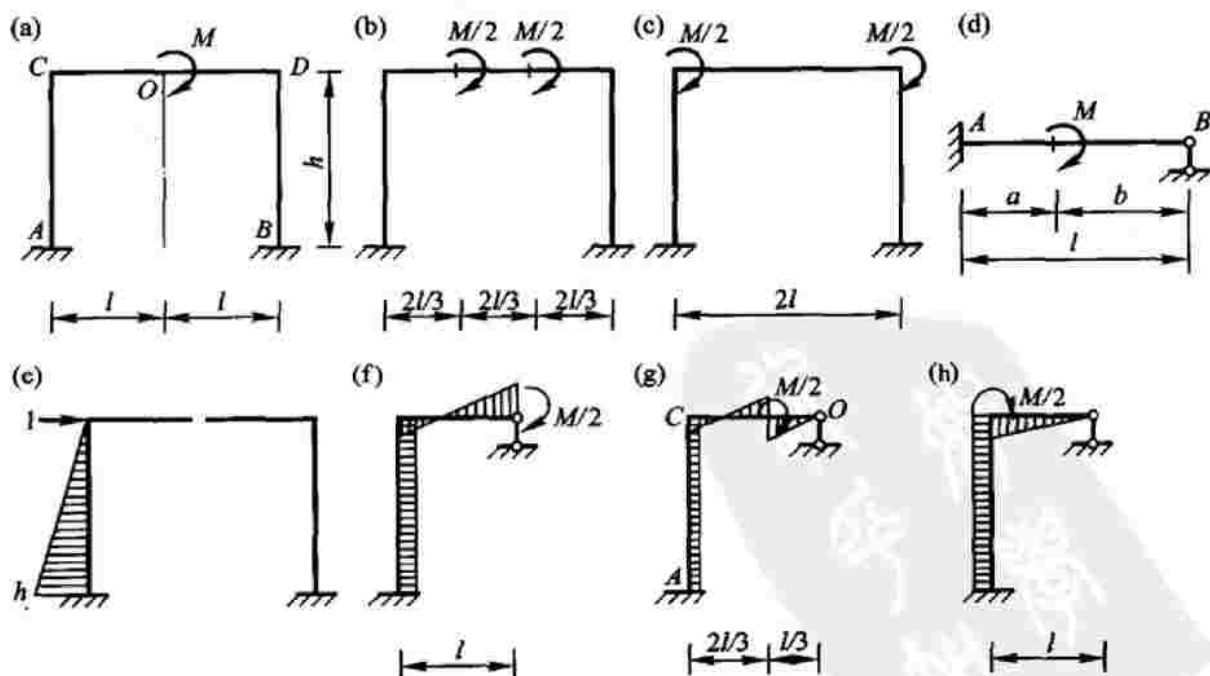 (a) M (b) M/2 M/2 (c) M/2 M/2 (d)
C O D
h
A B
A M B
l l 2l/3 2l/3 2l/3 2l a b
l
(e) (f) (g) (h)
1 M/2 C M/2 O M/2
h A
l 2l/3 l/3 l